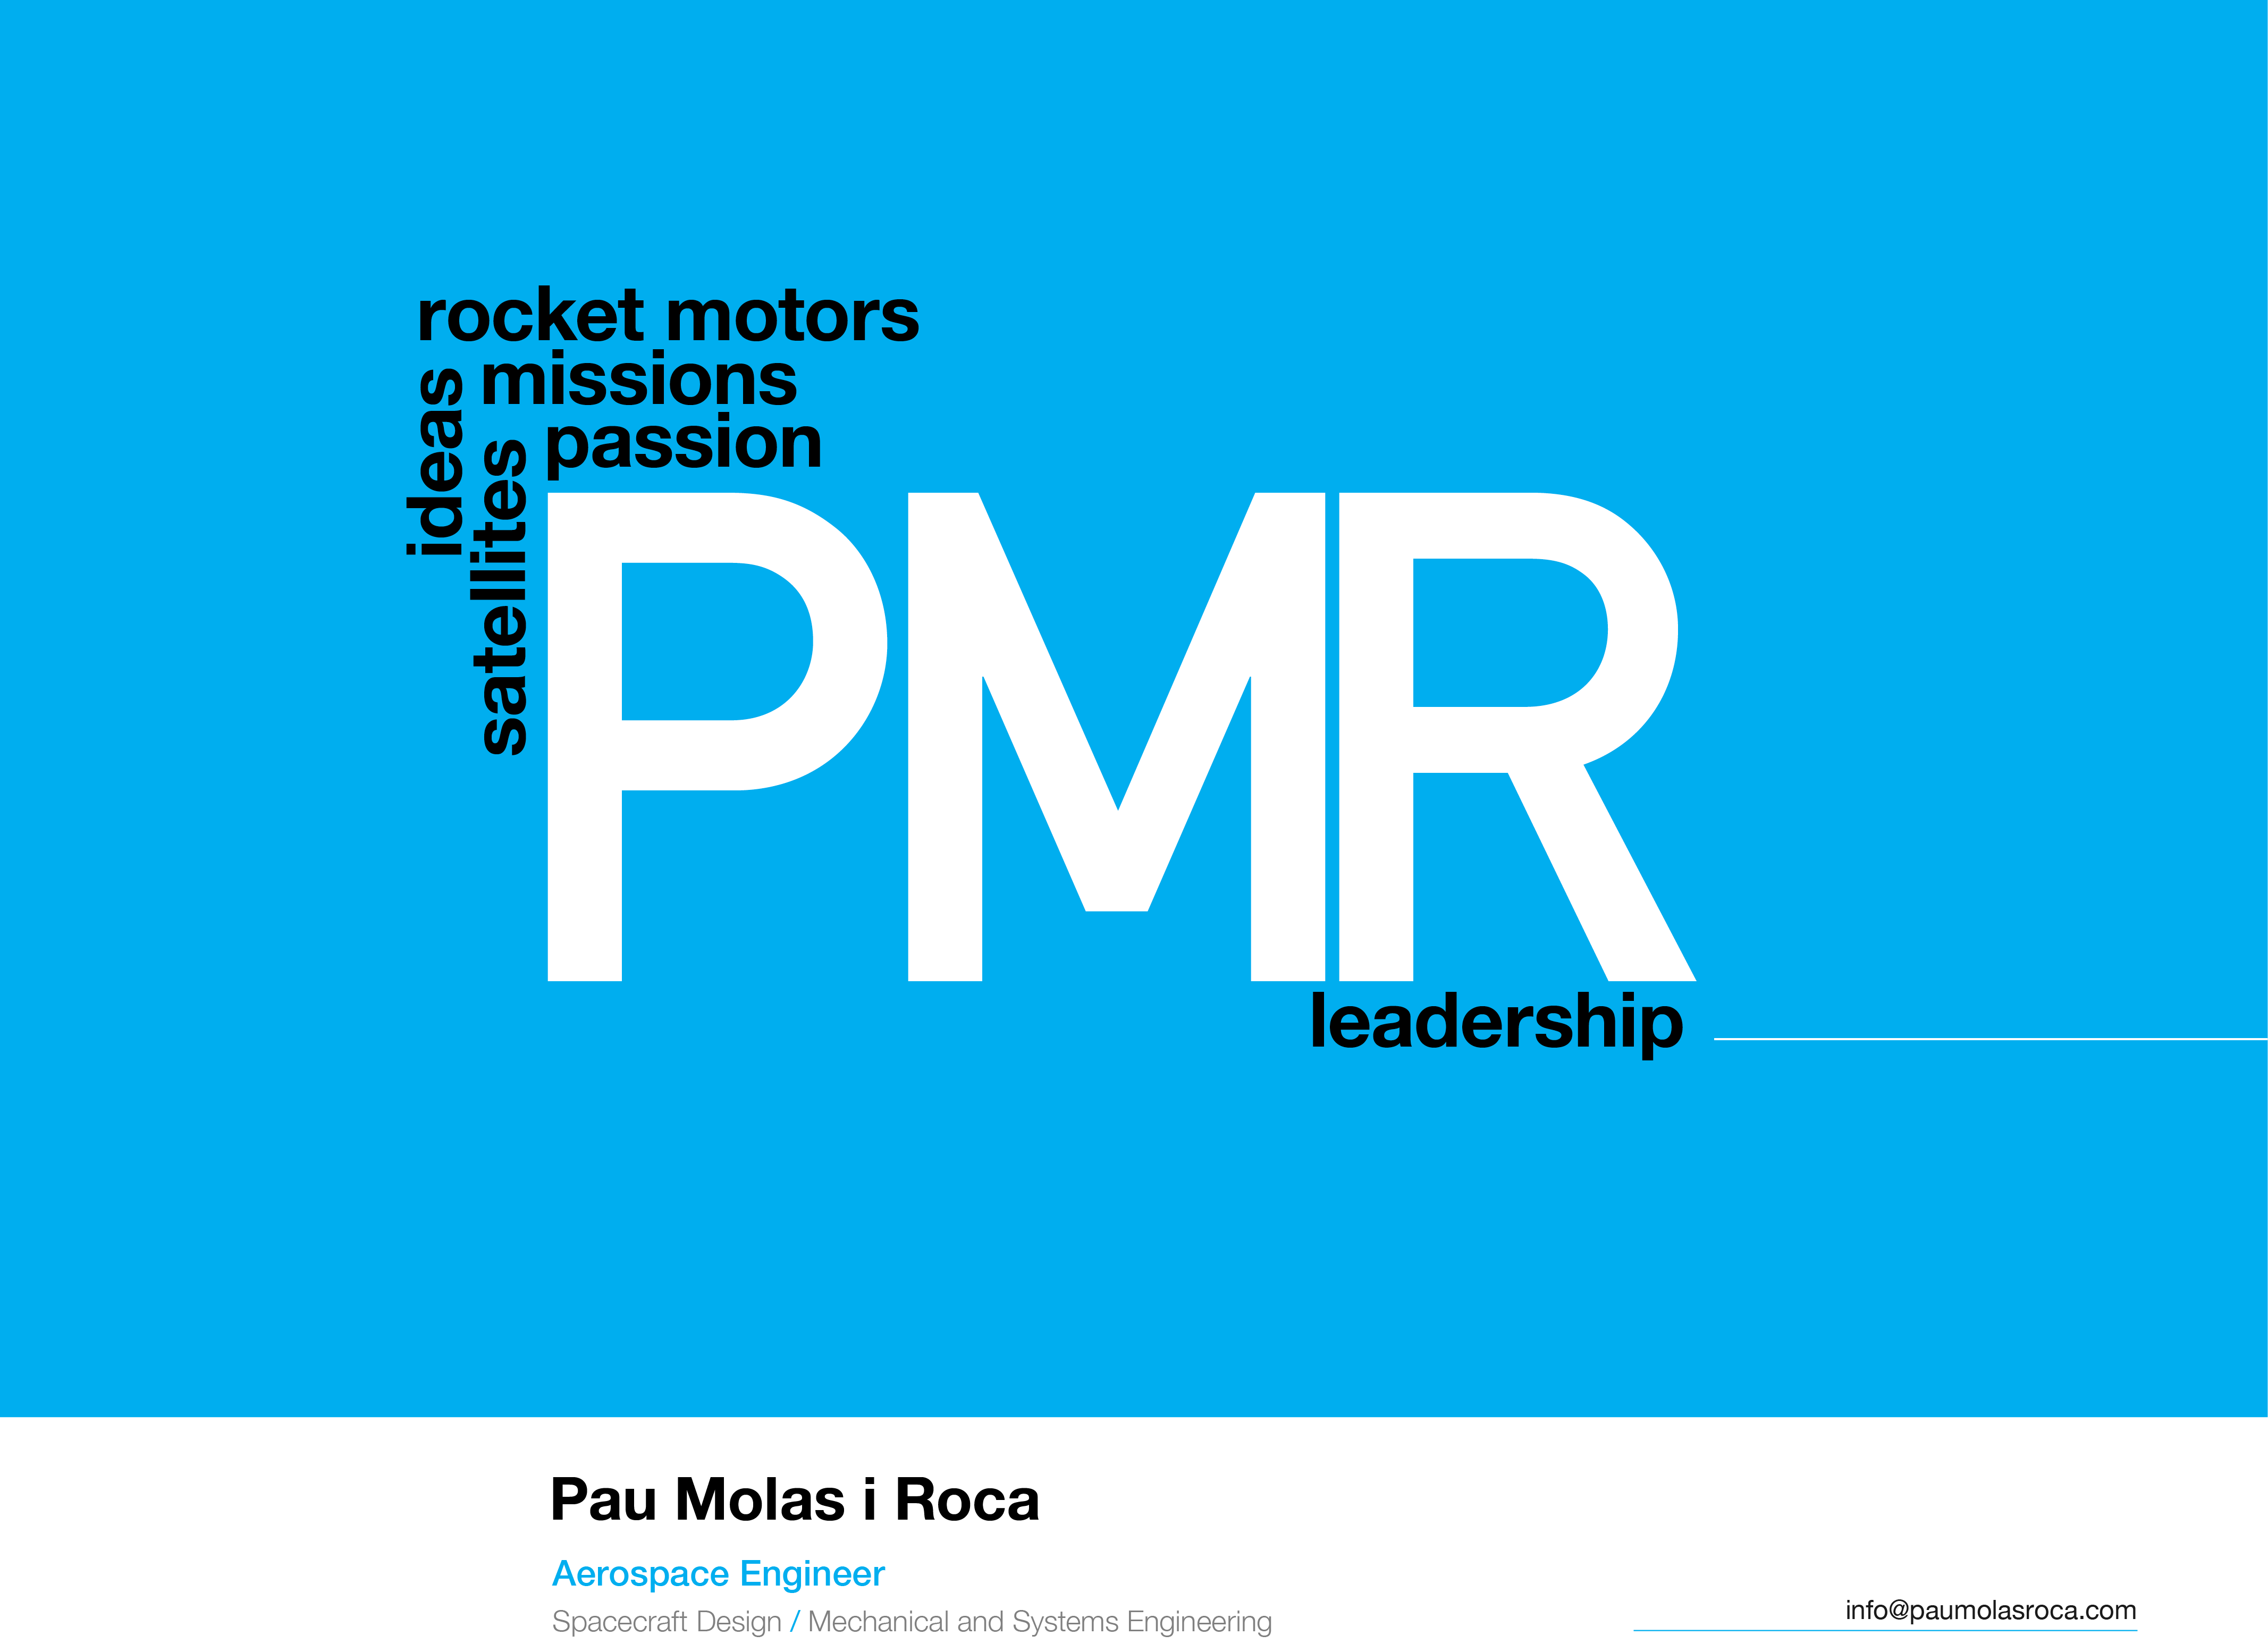 rocket motors
missions
passion
ideas
satellites
PMR
leadership
Pau Molas i Roca
Aerospace Engineer
Spacecraft Design / Mechanical and Systems Engineering
info@paumolasroca.com